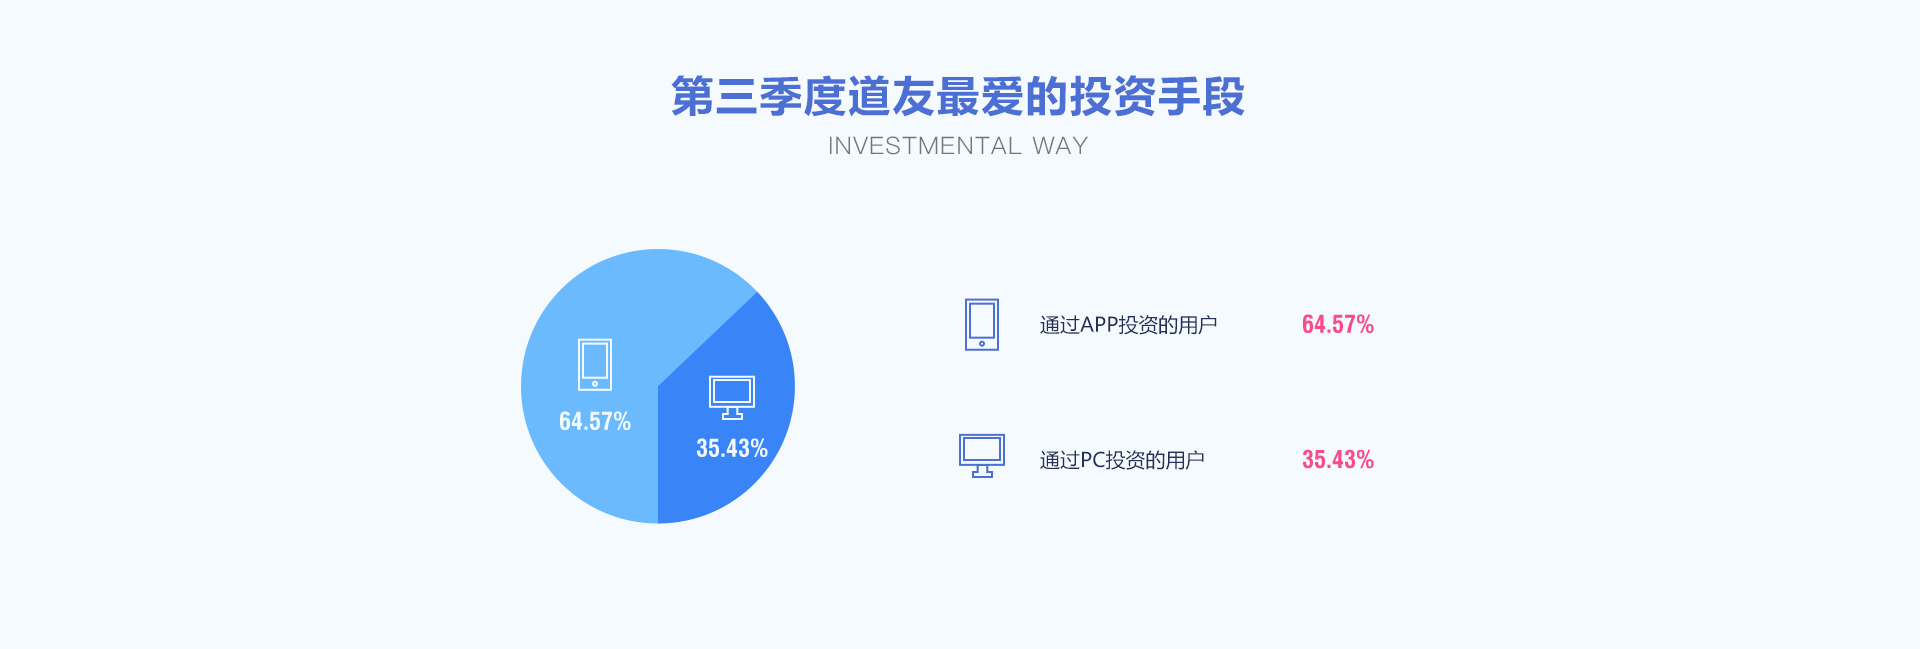 第三季度道友最爱的投资手段
INVESTMENTAL WAY
64.57%
35.43%
通过APP投资的用户 64.57%
通过PC投资的用户 35.43%